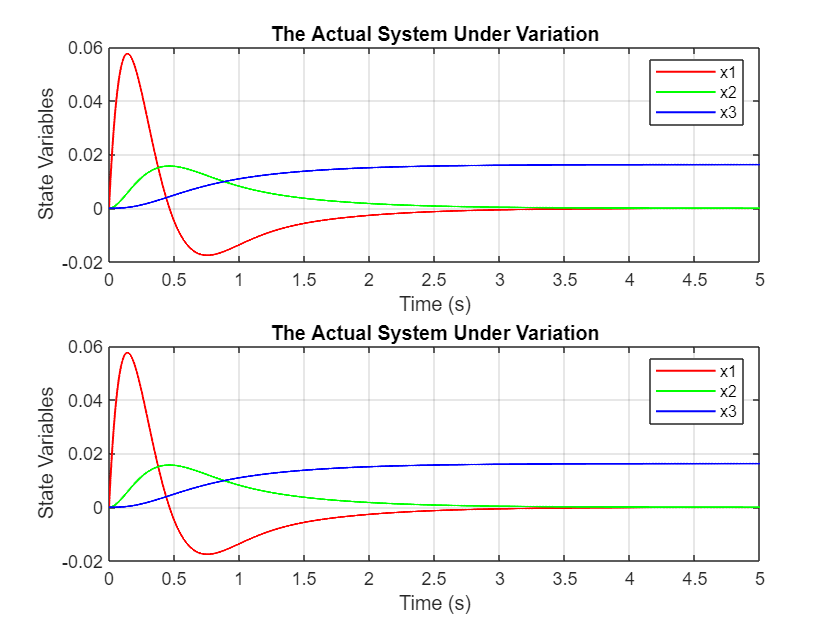 The Actual System Under Variation
0.06
0.04
0.02
0
-0.02
State Variables
x1
x2
x3
0 0.5 1 1.5 2 2.5 3 3.5 4 4.5 5
Time (s)
The Actual System Under Variation
0.06
0.04
0.02
0
-0.02
State Variables
x1
x2
x3
0 0.5 1 1.5 2 2.5 3 3.5 4 4.5 5
Time (s)